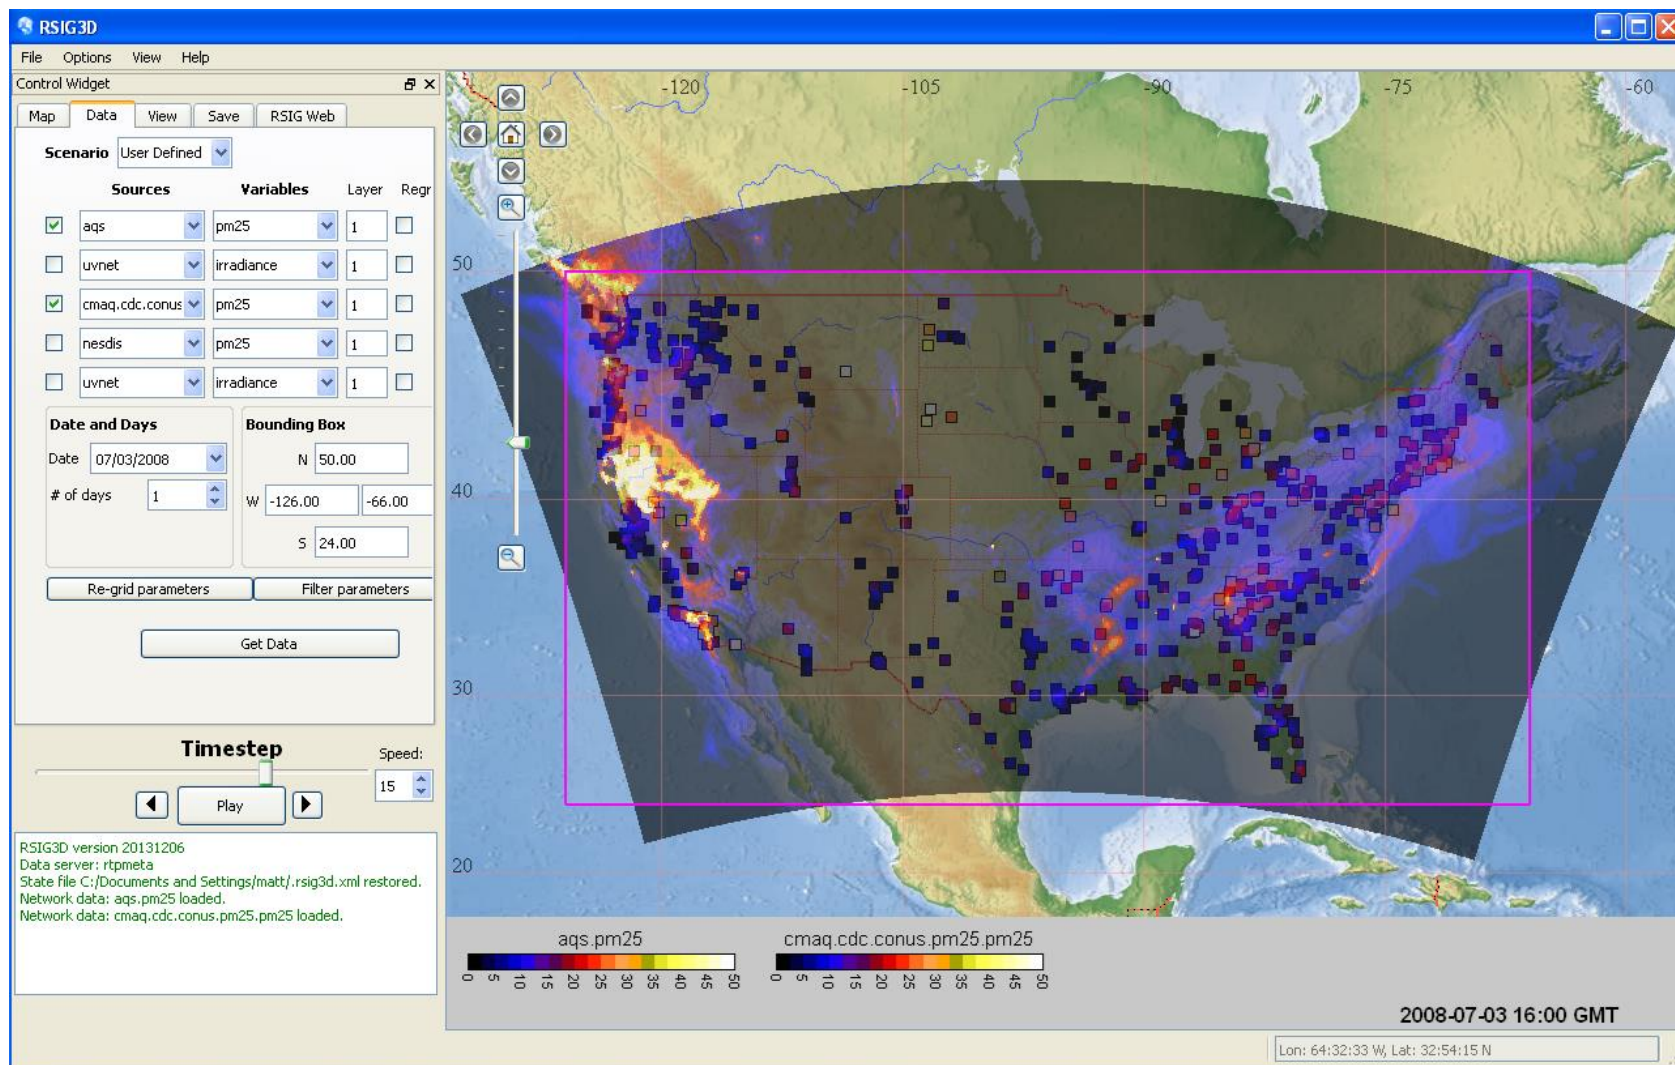 RSIG3D
File Options View Help
Control Widget
Map Data View Save RSIG Web
Scenario User Defined
Sources Variables Layer Regr
aqs pm25 1
uvnet irradiance 1
cmaq.cdc.conus pm25 1
nesdis pm25 1
uvnet irradiance 1
Date and Days Bounding Box
Date 07/03/2008 N 50.00
# of days 1 W -126.00 -66.00
S 24.00
Re-grid parameters Filter parameters
Get Data
Timestep Speed:
15
Play
RSIG3D version 20131206
Data server: rtpmeta
State file C:/Documents and Settings/matt/.rsig3d.xml restored.
Network data: aqs.pm25 loaded.
Network data: cmaq.cdc.conus.pm25.pm25 loaded.
-120 -105 -90 -75 -60
50
40
30
20
aqs.pm25 cmaq.cdc.conus.pm25.pm25
0 5 10 15 20 25 30 35 40 45 50 0 5 10 15 20 25 30 35 40 45 50
2008-07-03 16:00 GMT
Lon: 64:32:33 W, Lat: 32:54:15 N